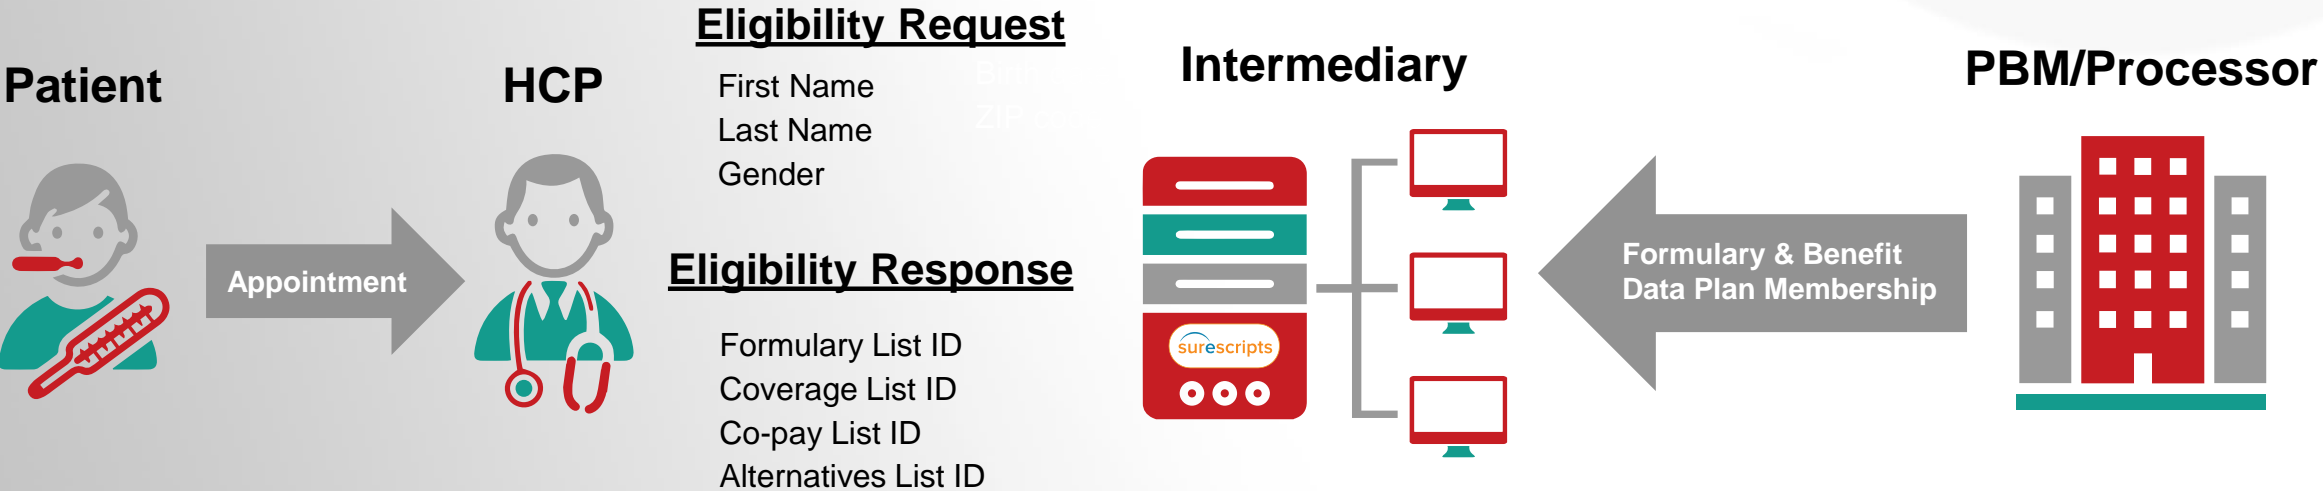 Eligibility Request
Patient
HCP
First Name
Last Name
Gender
Intermediary
PBM/Processor
ZIP
Appointment
Eligibility Response
Formulary List ID
Coverage List ID
Co-pay List ID
Alternatives List ID
surescripts
Formulary & Benefit
Data Plan Membership